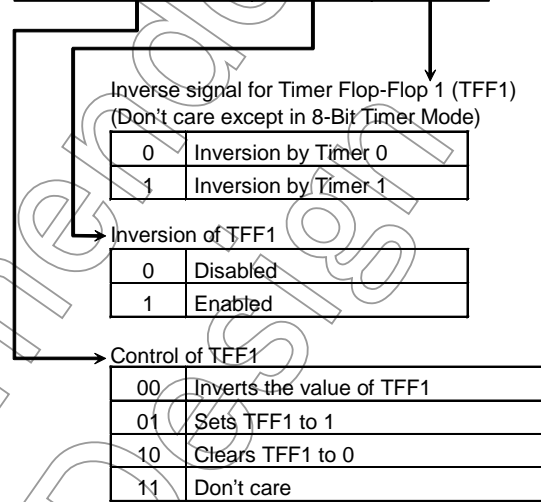 Inverse signal for Timer Flop-Flop 1 (TFF1)
(Don't care except in 8-Bit Timer Mode)
0 Inversion by Timer 0
1 Inversion by Timer 1
Inversion of TFF1
0 Disabled
1 Enabled
Control of TFF1
00 Inverts the value of TFF1
01 Sets TFF1 to 1
10 Clears TFF1 to 0
11 Don't care
Design